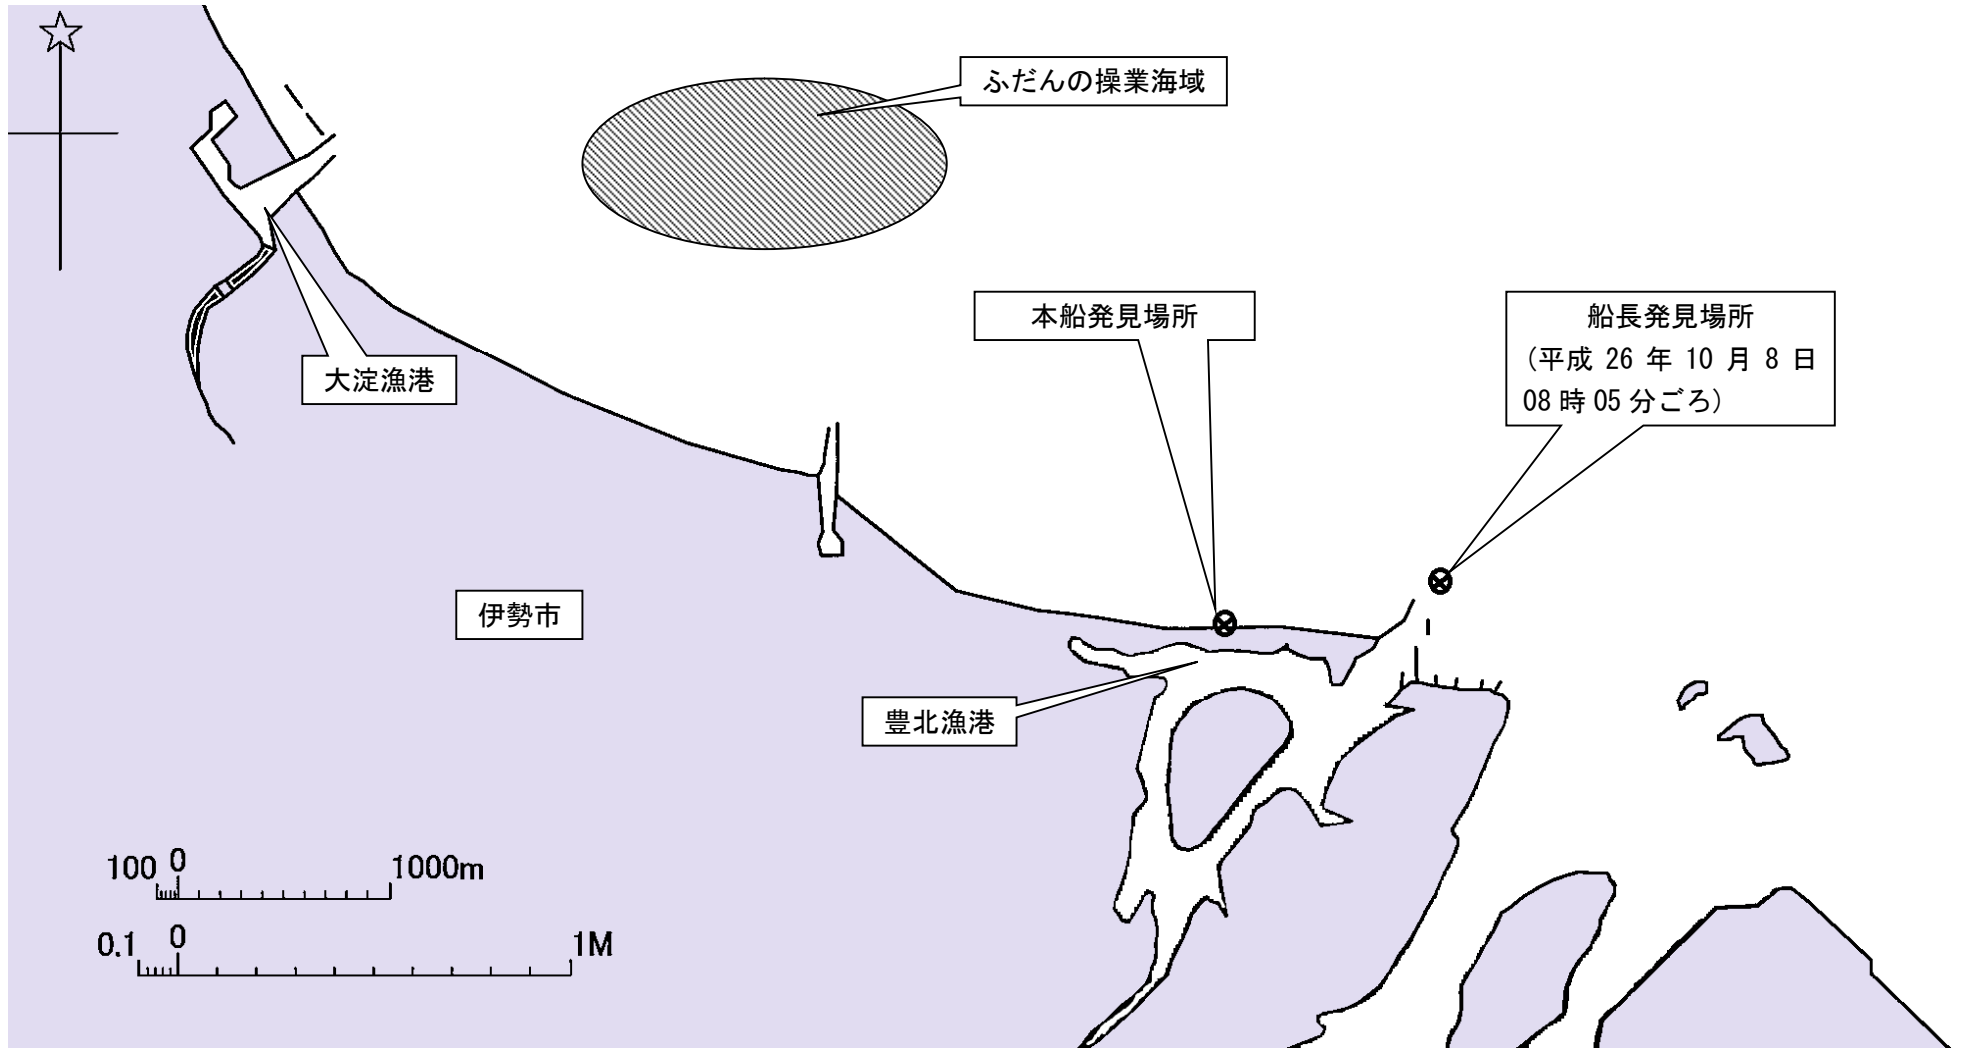 ふだんの操業海域
本船発見場所
船長発見場所
(平成 26 年 10 月 8 日
08 時 05 分ごろ)
大淀漁港
伊勢市
豊北漁港
100 0 1000m
0.1 0 1M